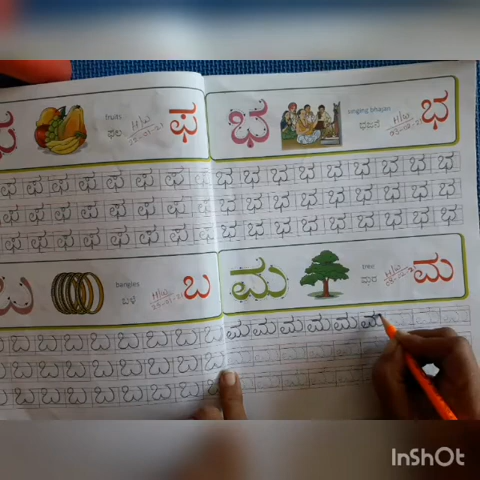 ಫ fruits ಫಲ H/W ಫ
ಭ singing bhajan ಭಜನೆ H/W ಭ
ಫ ಫ ಫ ಫ ಫ ಫ ಫ ಫ ಭ ಭ ಭ ಭ ಭ ಭ ಭ ಭ ಭ
ಫ ಫ ಫ ಫ ಫ ಫ ಫ ಫ ಭ ಭ ಭ ಭ ಭ ಭ ಭ ಭ ಭ
ಫ ಫ ಫ ಫ ಫ ಫ ಫ ಫ ಭ ಭ ಭ ಭ ಭ ಭ ಭ ಭ ಭ
ಬ bangles ಬಳೆ H/W ಬ
ಮ tree ಮರ H/W ಮ
ಬ ಬ ಬ ಬ ಬ ಬ ಬ ಬ ಬ ಮ ಮ ಮ ಮ ಮ ಮ
ಬ ಬ ಬ ಬ ಬ ಬ ಬ ಬ ಬ
ಬ ಬ ಬ ಬ ಬ ಬ ಬ ಬ ಬ
InShOt